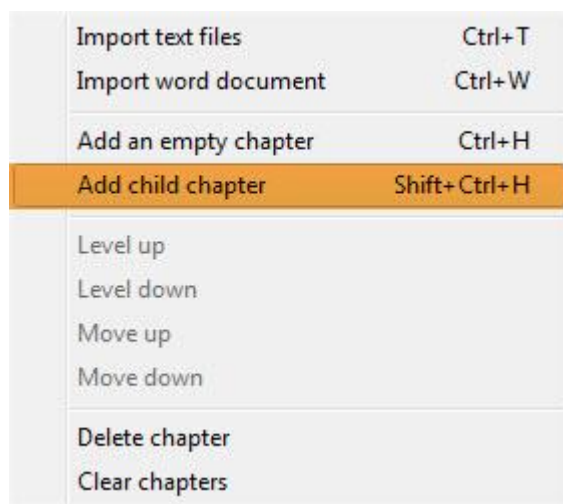 Import text files Ctrl+T
Import word document Ctrl+W
Add an empty chapter Ctrl+H
Add child chapter Shift+Ctrl+H
Level up
Level down
Move up
Move down
Delete chapter
Clear chapters